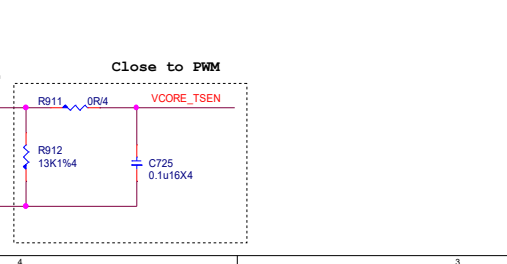 Close to PWM
R911 0R/4 VCORE_TSEN
R912
13K1%4
C725
0.1u16X4
4 3